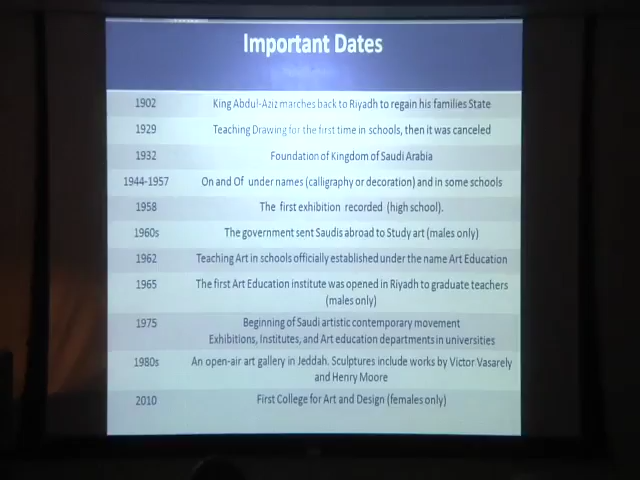 Important Dates
1902 King Abdul-Aziz marches back to Riyadh to regain his families State
1929 Teaching Drawing for the first time in schools, then it was canceled
1932 Foundation of Kingdom of Saudi Arabia
1944-1957 On and Of under names (calligraphy or decoration) and in some schools
1958 The first exhibition recorded (high school).
1960s The government sent Saudis abroad to Study art (males only)
1962 Teaching Art in schools officially established under the name Art Education
1965 The first Art Education institute was opened in Riyadh to graduate teachers
(males only)
1975 Beginning of Saudi artistic contemporary movement
Exhibitions, Institutes, and Art education departments in universities
1980s An open-air art gallery in Jeddah. Sculptures include works by Victor Vasarely
and Henry Moore
2010 First College for Art and Design (females only)